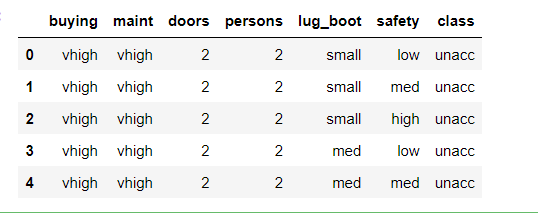 buying maint doors persons lug_boot safety class
0 vhigh vhigh 2 2 small low unacc
1 vhigh vhigh 2 2 small med unacc
2 vhigh vhigh 2 2 small high unacc
3 vhigh vhigh 2 2 med low unacc
4 vhigh vhigh 2 2 med med unacc